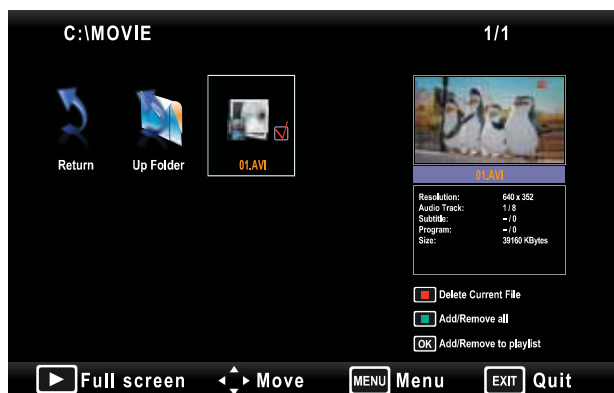 C:\MOVIE 1/1
Return Up Folder 01.AVI
01.AVI
Resolution: 640 x 352
Audio Track: 1 / 8
Subtitle: – / 0
Program: – / 0
Size: 39160 KBytes
Delete Current File
Add/Remove all
OK Add/Remove to playlist
Full screen Move MENU Menu EXIT Quit